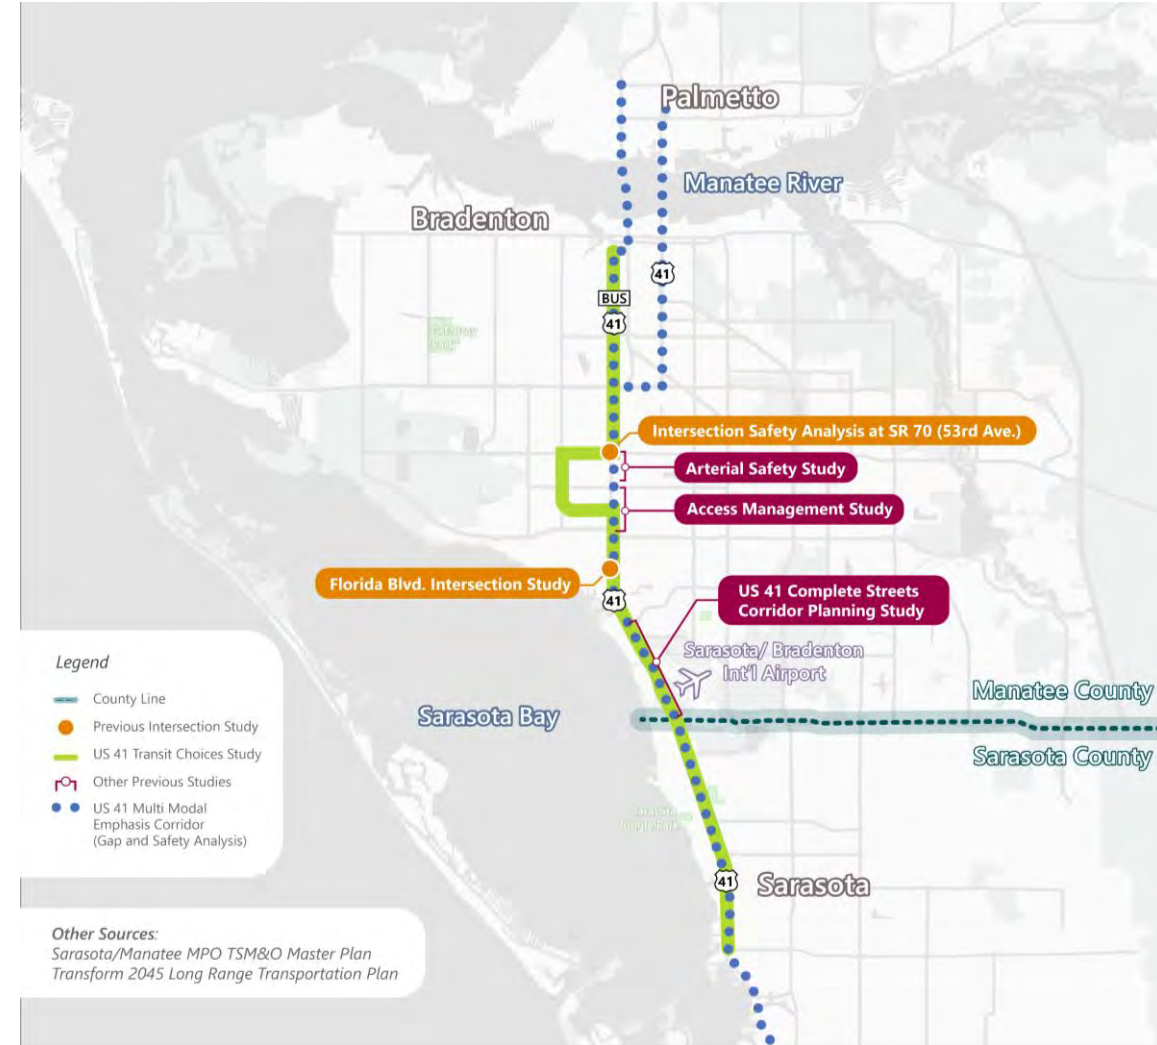 Palmetto
Manatee River
Bradenton
41
BUS
41
Intersection Safety Analysis at SR 70 (53rd Ave.)
Arterial Safety Study
Access Management Study
Florida Blvd. Intersection Study
41
US 41 Complete Streets
Corridor Planning Study
Sarasota/ Bradenton
Int'l Airport
Manatee County
Sarasota Bay
Sarasota County
41
Sarasota
Legend
County Line
Previous Intersection Study
US 41 Transit Choices Study
Other Previous Studies
US 41 Multi Modal
Emphasis Corridor
(Gap and Safety Analysis)
Other Sources:
Sarasota/Manatee MPO TSM&O Master Plan
Transform 2045 Long Range Transportation Plan